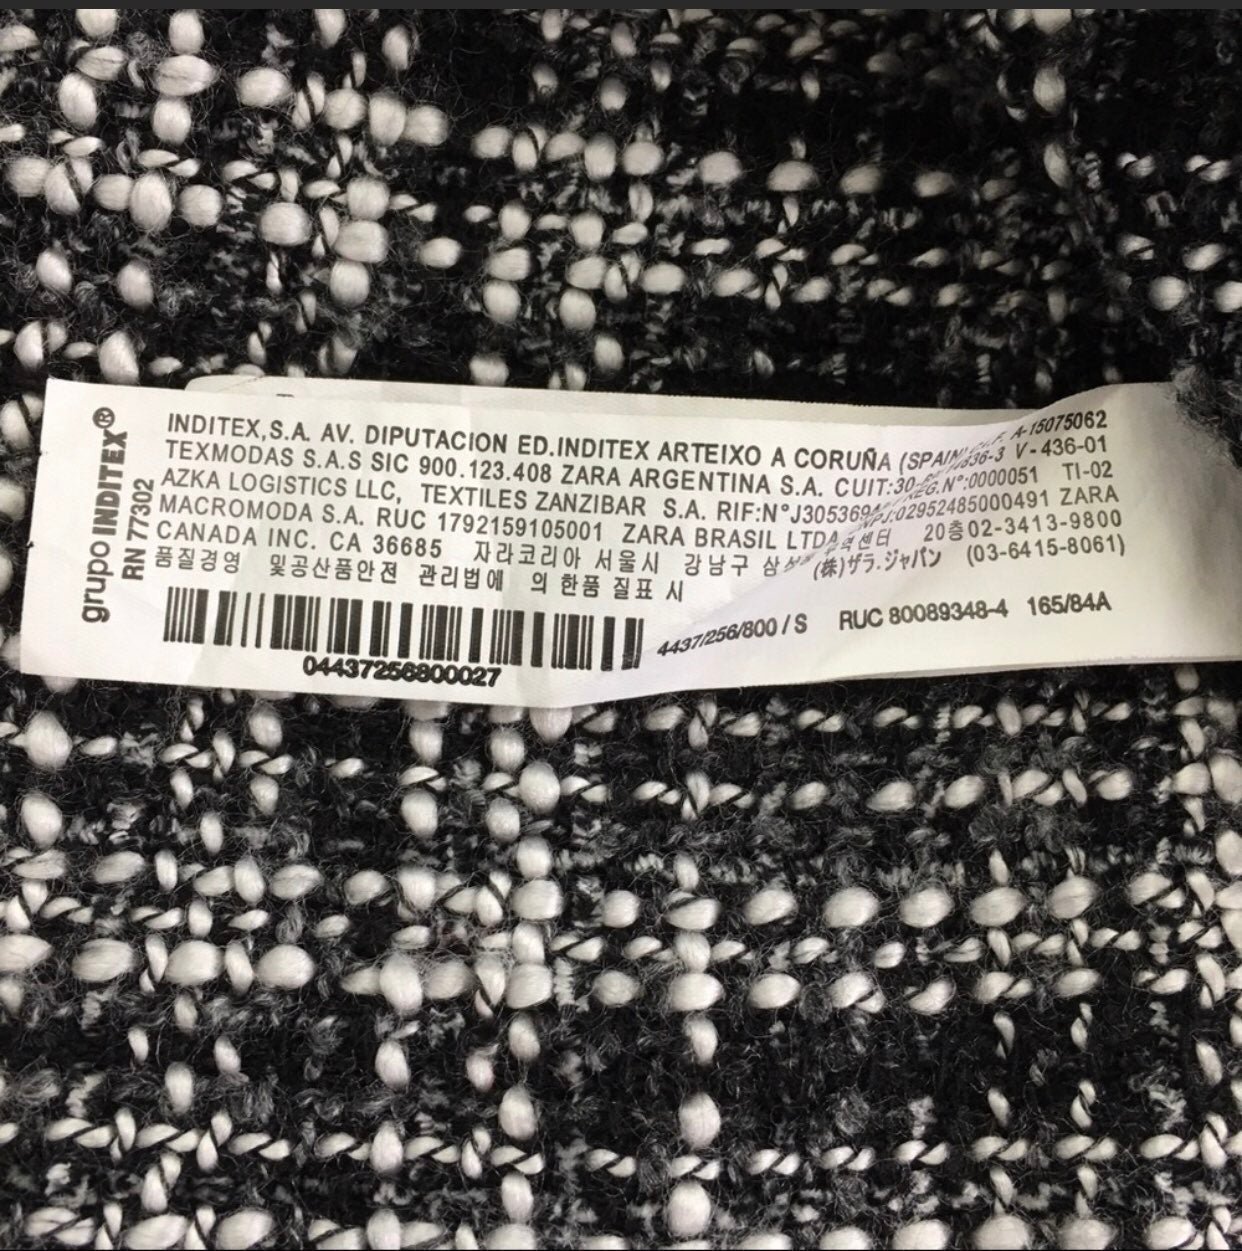 grupo INDITEX®
RN 77302
INDITEX,S.A. AV. DIPUTACION ED.INDITEX ARTEIXO A CORUÑA (SPAIN) A-15075062
TEXMODAS S.A.S SIC 900.123.408 ZARA ARGENTINA S.A. CUIT:30- V-436-01
AZKA LOGISTICS LLC, TEXTILES ZANZIBAR S.A. RIF:N°J3053694 REG.N°:0000051 TI-02
MACROMODA S.A. RUC 1792159105001 ZARA BRASIL LTDA :02952485000491 ZARA
CANADA INC. CA 36685 자라코리아 서울시 강남구 20층02-3413-9800
품질경영 및공산품안젼 관리법에 의 한품 질표 시 (株)ザラ.ジャパン (03-6415-8061)
04437256800027
4437/256/800 / S RUC 80089348-4 165/84A